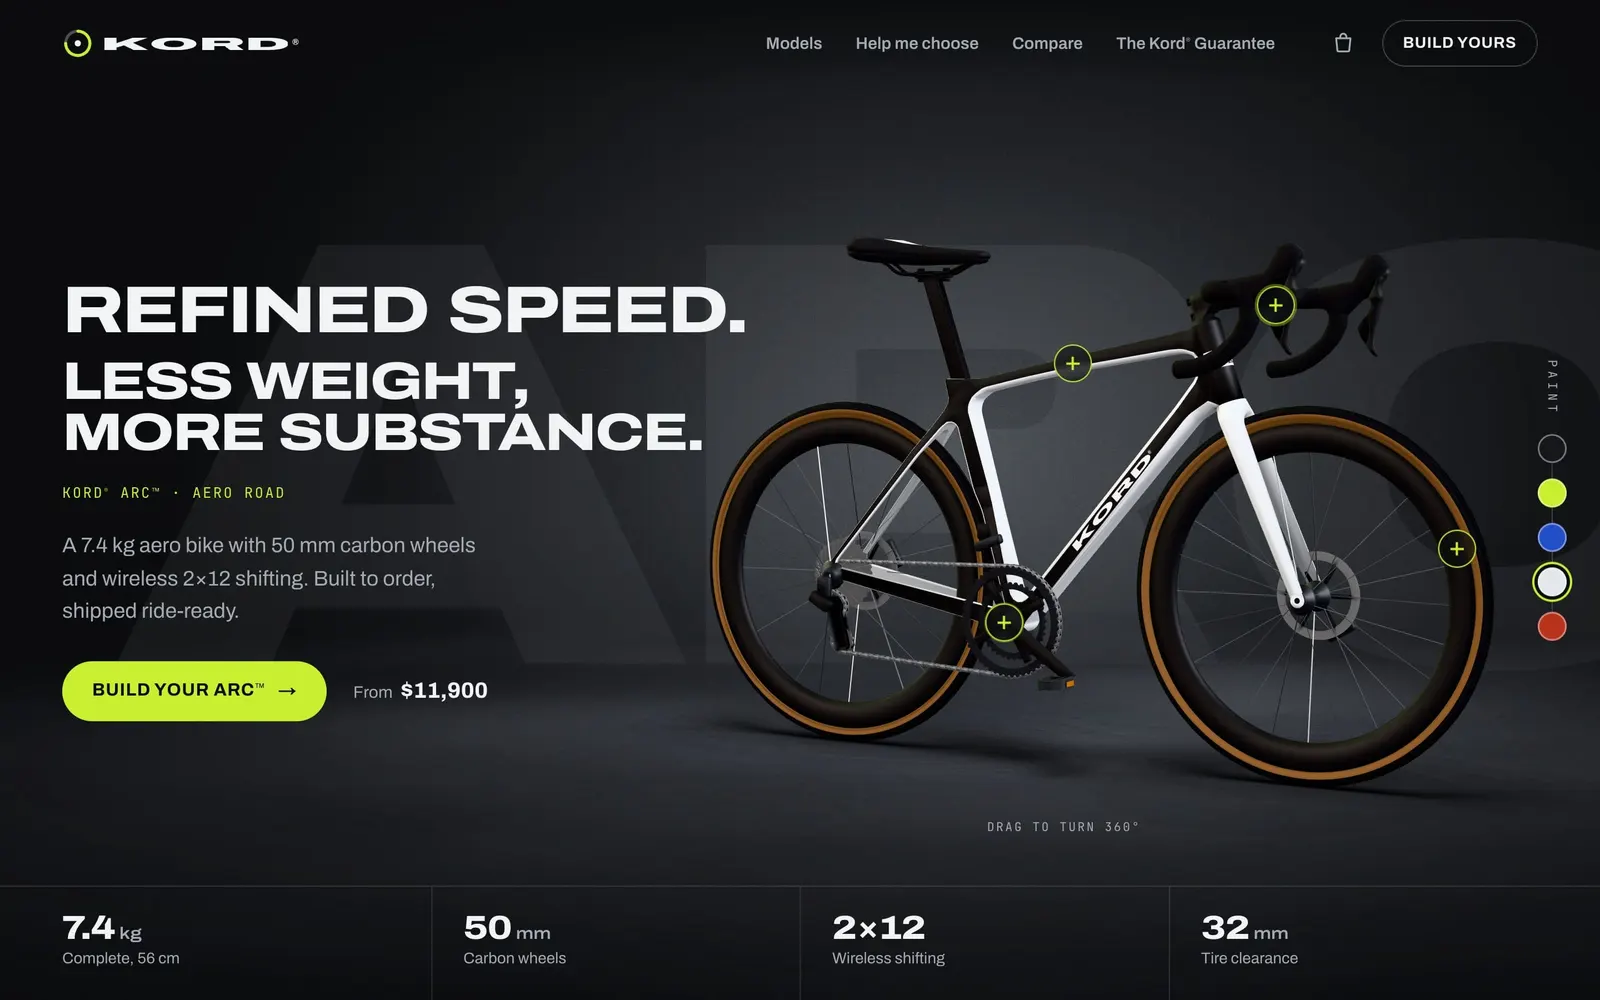 KORD®
Models
Help me choose
Compare
The Kord® Guarantee
BUILD YOURS
ARC
REFINED SPEED.
LESS WEIGHT,
MORE SUBSTANCE.
KORD® ARC™ · AERO ROAD
A 7.4 kg aero bike with 50 mm carbon wheels
and wireless 2×12 shifting. Built to order,
shipped ride-ready.
BUILD YOUR ARC™ →
From $11,900
KORD®
PAINT
DRAG TO TURN 360°
7.4 kg
Complete, 56 cm
50 mm
Carbon wheels
2×12
Wireless shifting
32 mm
Tire clearance